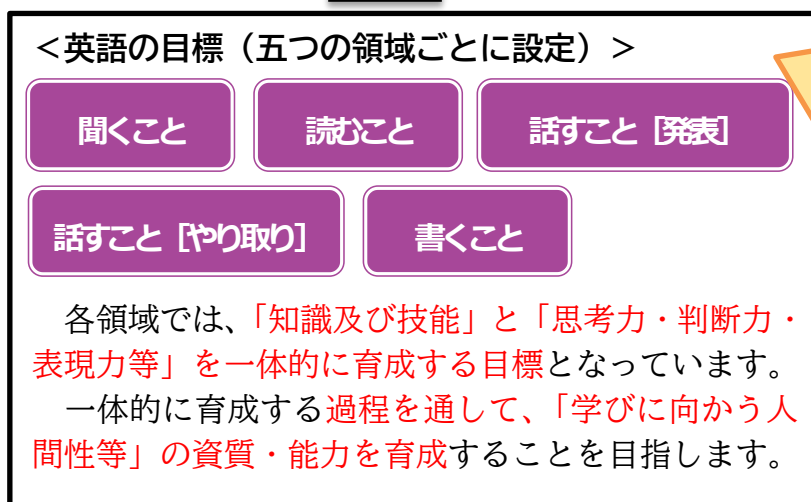 ＜英語の目標（五つの領域ごとに設定）＞
聞くこと
読むこと
話すこと［発表］
話すこと［やり取り］
書くこと
各領域では、「知識及び技能」と「思考力・判断力・
表現力等」を一体的に育成する目標となっています。
一体的に育成する過程を通して、「学びに向かう人
間性等」の資質・能力を育成することを目指します。